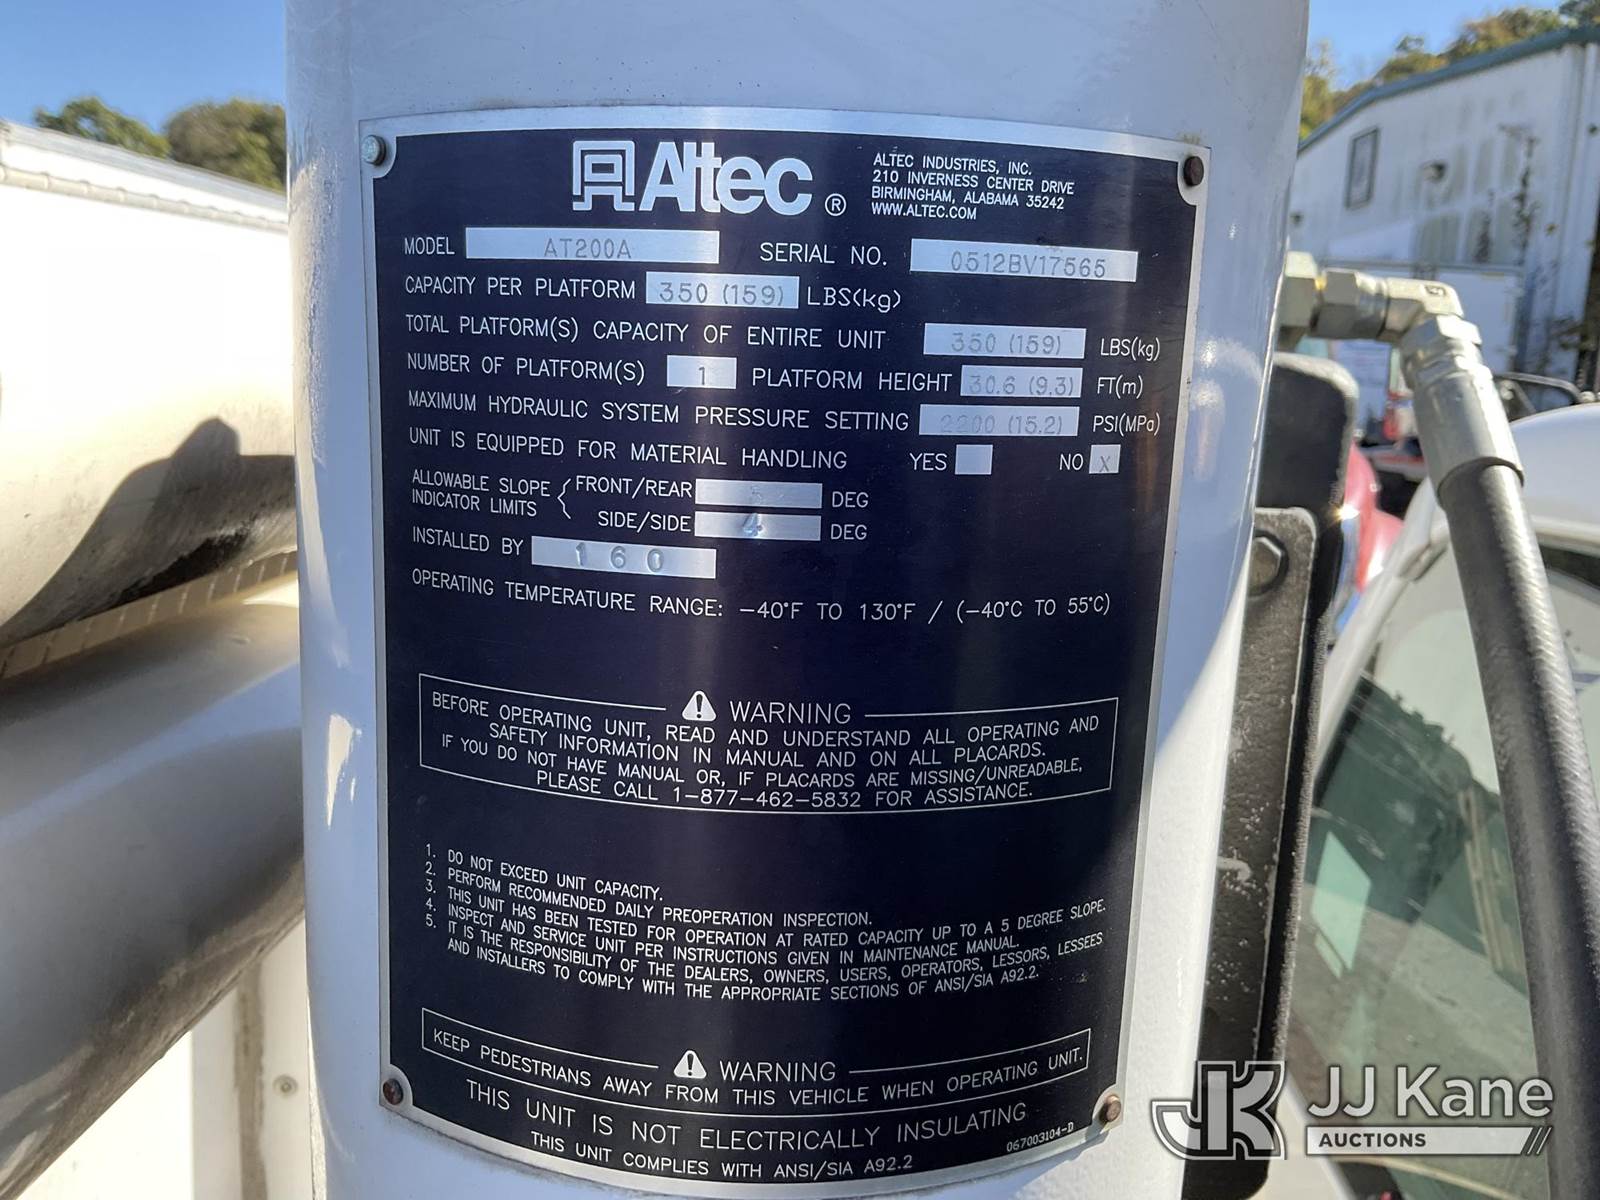 Altec®
ALTEC INDUSTRIES, INC.
210 INVERNESS CENTER DRIVE
BIRMINGHAM, ALABAMA 35242
WWW.ALTEC.COM
MODEL AT200A SERIAL NO. 0512BV17565
CAPACITY PER PLATFORM 350 (159) LBS(kg)
TOTAL PLATFORM(S) CAPACITY OF ENTIRE UNIT 350 (159) LBS(kg)
NUMBER OF PLATFORM(S) 1 PLATFORM HEIGHT 30.6 (9.3) FT(m)
MAXIMUM HYDRAULIC SYSTEM PRESSURE SETTING 2200 (15.2) PSI(MPa)
UNIT IS EQUIPPED FOR MATERIAL HANDLING YES NO X
ALLOWABLE SLOPE INDICATOR LIMITS { FRONT/REAR DEG
SIDE/SIDE 4 DEG
INSTALLED BY 160
OPERATING TEMPERATURE RANGE: -40°F TO 130°F / (-40°C TO 55°C)
WARNING
BEFORE OPERATING UNIT, READ AND UNDERSTAND ALL OPERATING AND
SAFETY INFORMATION IN MANUAL AND ON ALL PLACARDS.
IF YOU DO NOT HAVE MANUAL OR, IF PLACARDS ARE MISSING/UNREADABLE,
PLEASE CALL 1-877-462-5832 FOR ASSISTANCE.
1. DO NOT EXCEED UNIT CAPACITY.
2. PERFORM RECOMMENDED DAILY PREOPERATION INSPECTION.
3. THIS UNIT HAS BEEN TESTED FOR OPERATION AT RATED CAPACITY UP TO A 5 DEGREE SLOPE.
4. INSPECT AND SERVICE UNIT PER INSTRUCTIONS GIVEN IN MAINTENANCE MANUAL.
5. IT IS THE RESPONSIBILITY OF THE DEALERS, OWNERS, USERS, OPERATORS, LESSORS, LESSEES
AND INSTALLERS TO COMPLY WITH THE APPROPRIATE SECTIONS OF ANSI/SIA A92.2.
WARNING
KEEP PEDESTRIANS AWAY FROM THIS VEHICLE WHEN OPERATING UNIT.
THIS UNIT IS NOT ELECTRICALLY INSULATING
THIS UNIT COMPLIES WITH ANSI/SIA A92.2
067003104-D
JK JJ Kane
AUCTIONS